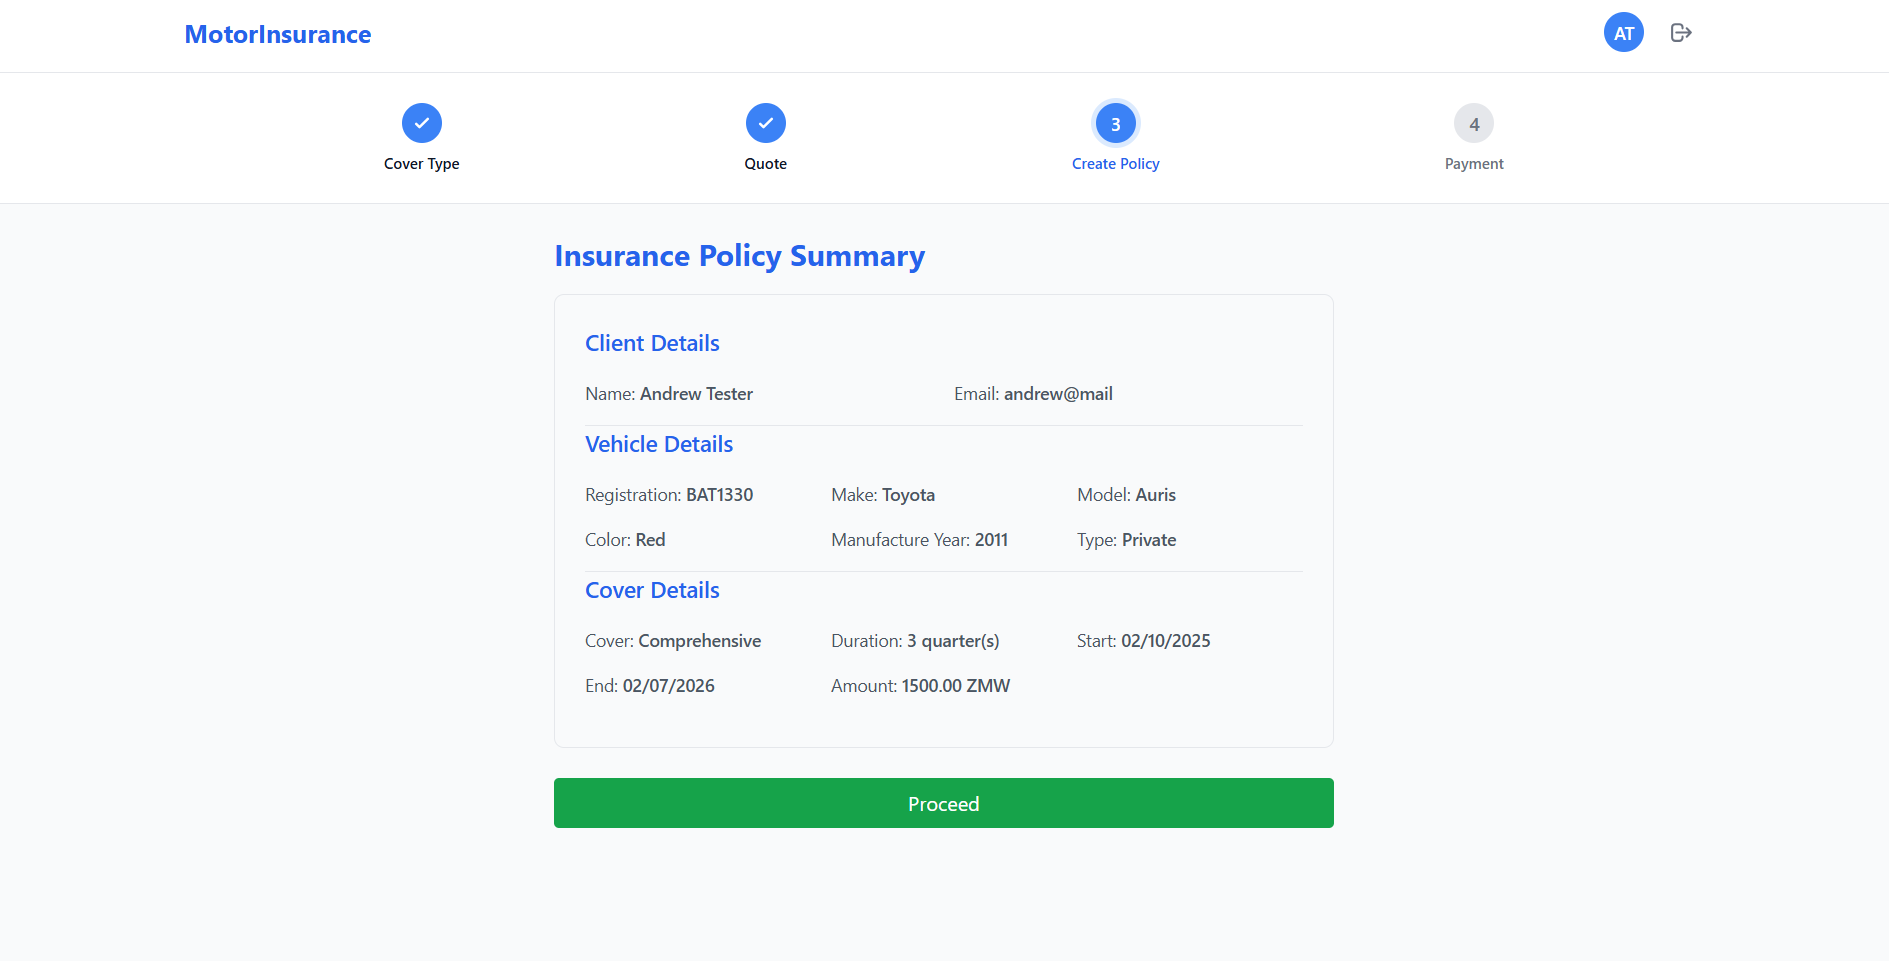 MotorInsurance
AT
3
4
Cover Type
Quote
Create Policy
Payment
Insurance Policy Summary
Client Details
Name: Andrew Tester
Email: andrew@mail
Vehicle Details
Registration: BAT1330
Make: Toyota
Model: Auris
Color: Red
Manufacture Year: 2011
Type: Private
Cover Details
Cover: Comprehensive
Duration: 3 quarter(s)
Start: 02/10/2025
End: 02/07/2026
Amount: 1500.00 ZMW
Proceed